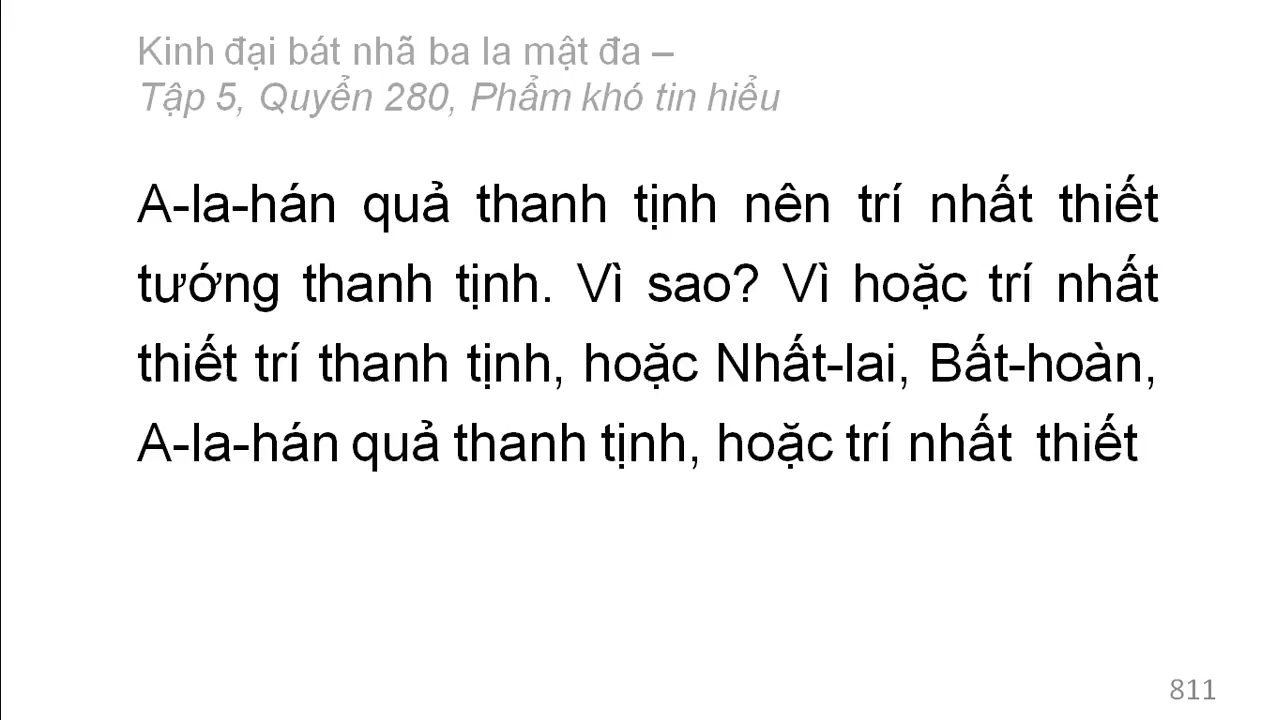 Kinh đại bát nhã ba la mật đa –
Tập 5, Quyển 280, Phẩm khó tin hiểu
A-la-hán quả thanh tịnh nên trí nhất thiết
tướng thanh tịnh. Vì sao? Vì hoặc trí nhất
thiết trí thanh tịnh, hoặc Nhất-lai, Bất-hoàn,
A-la-hán quả thanh tịnh, hoặc trí nhất thiết
811